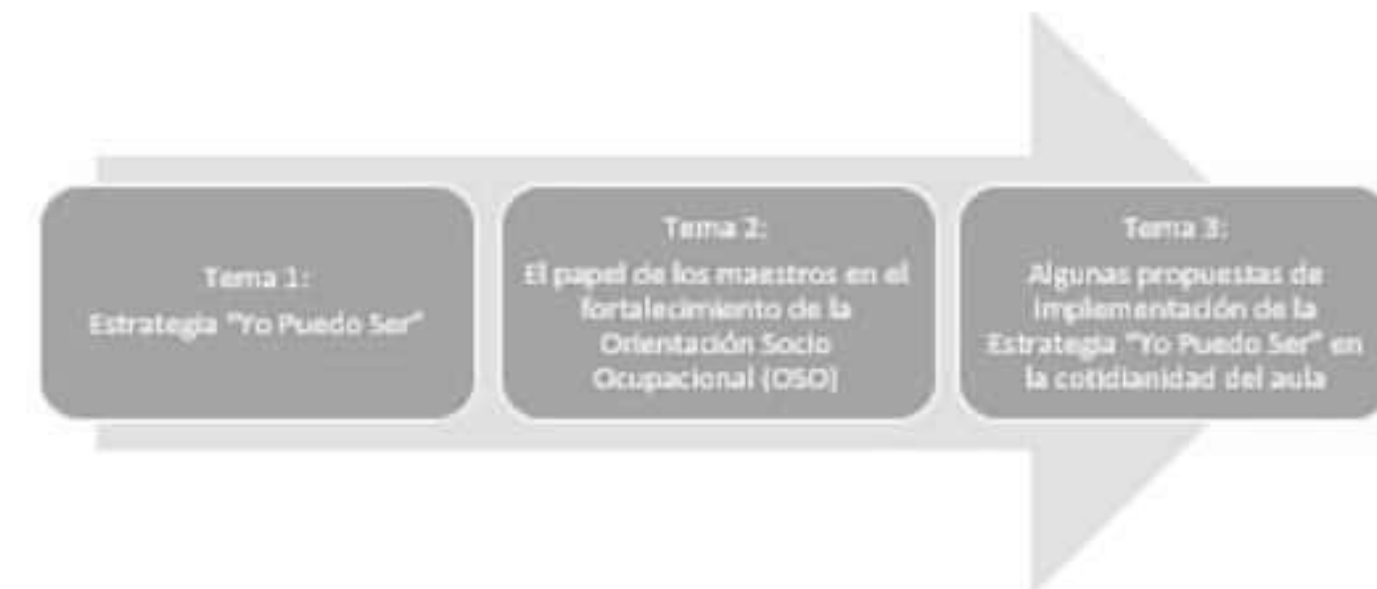 Tema 1:
Estrategia "Yo Puedo Ser"
Tema 2:
El papel de los maestros en el
fortalecimiento de la
Orientación Socio
Ocupacional (OSO)
Tema 3:
Algunas propuestas de
implementación de la
Estrategia "Yo Puedo Ser" en
la cotidianidad del aula